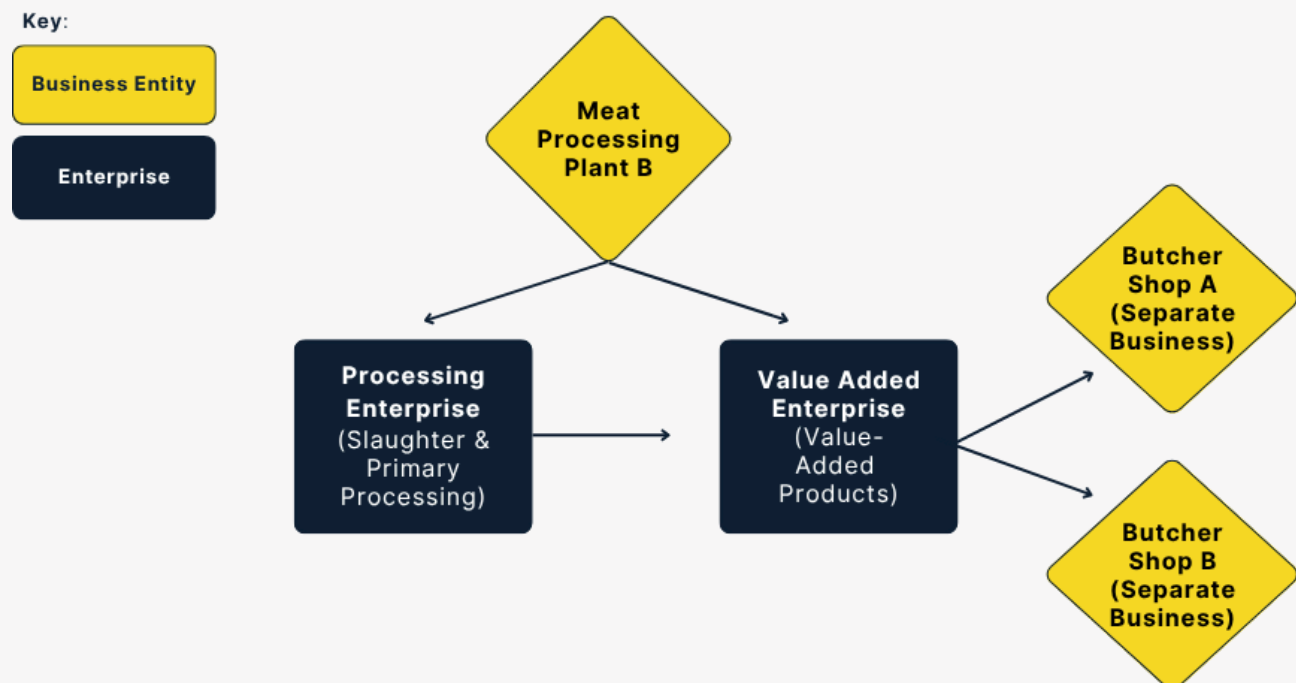 Key:
Business Entity
Enterprise
Meat
Processing
Plant B
Processing
Enterprise
(Slaughter &
Primary
Processing)
Value Added
Enterprise
(Value-
Added
Products)
Butcher
Shop A
(Separate
Business)
Butcher
Shop B
(Separate
Business)